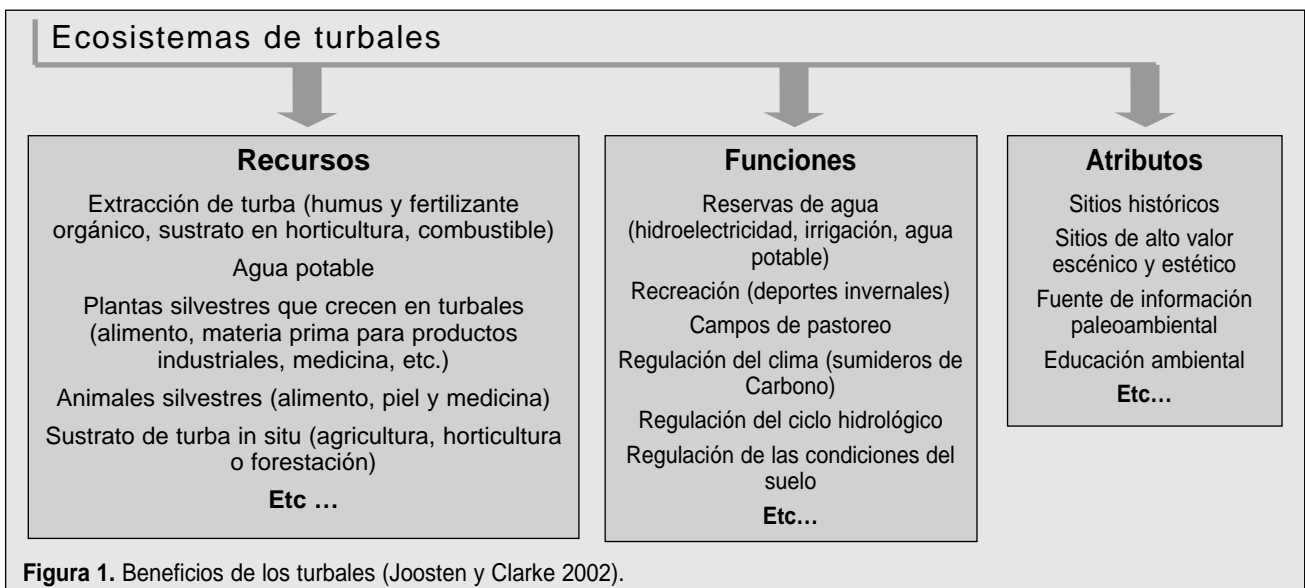 Ecosistemas de turbales
Recursos
Extracción de turba (humus y fertilizante
orgánico, sustrato en horticultura, combustible)
Agua potable
Plantas silvestres que crecen en turbales
(alimento, materia prima para productos
industriales, medicina, etc.)
Animales silvestres (alimento, piel y medicina)
Sustrato de turba in situ (agricultura, horticultura
o forestación)
Etc ...
Funciones
Reservas de agua
(hidroelectricidad, irrigación, agua
potable)
Recreación (deportes invernales)
Campos de pastoreo
Regulación del clima (sumideros de
Carbono)
Regulación del ciclo hidrológico
Regulación de las condiciones del
suelo
Etc...
Atributos
Sitios históricos
Sitios de alto valor
escénico y estético
Fuente de información
paleoambiental
Educación ambiental
Etc...
Figura 1. Beneficios de los turbales (Joosten y Clarke 2002).